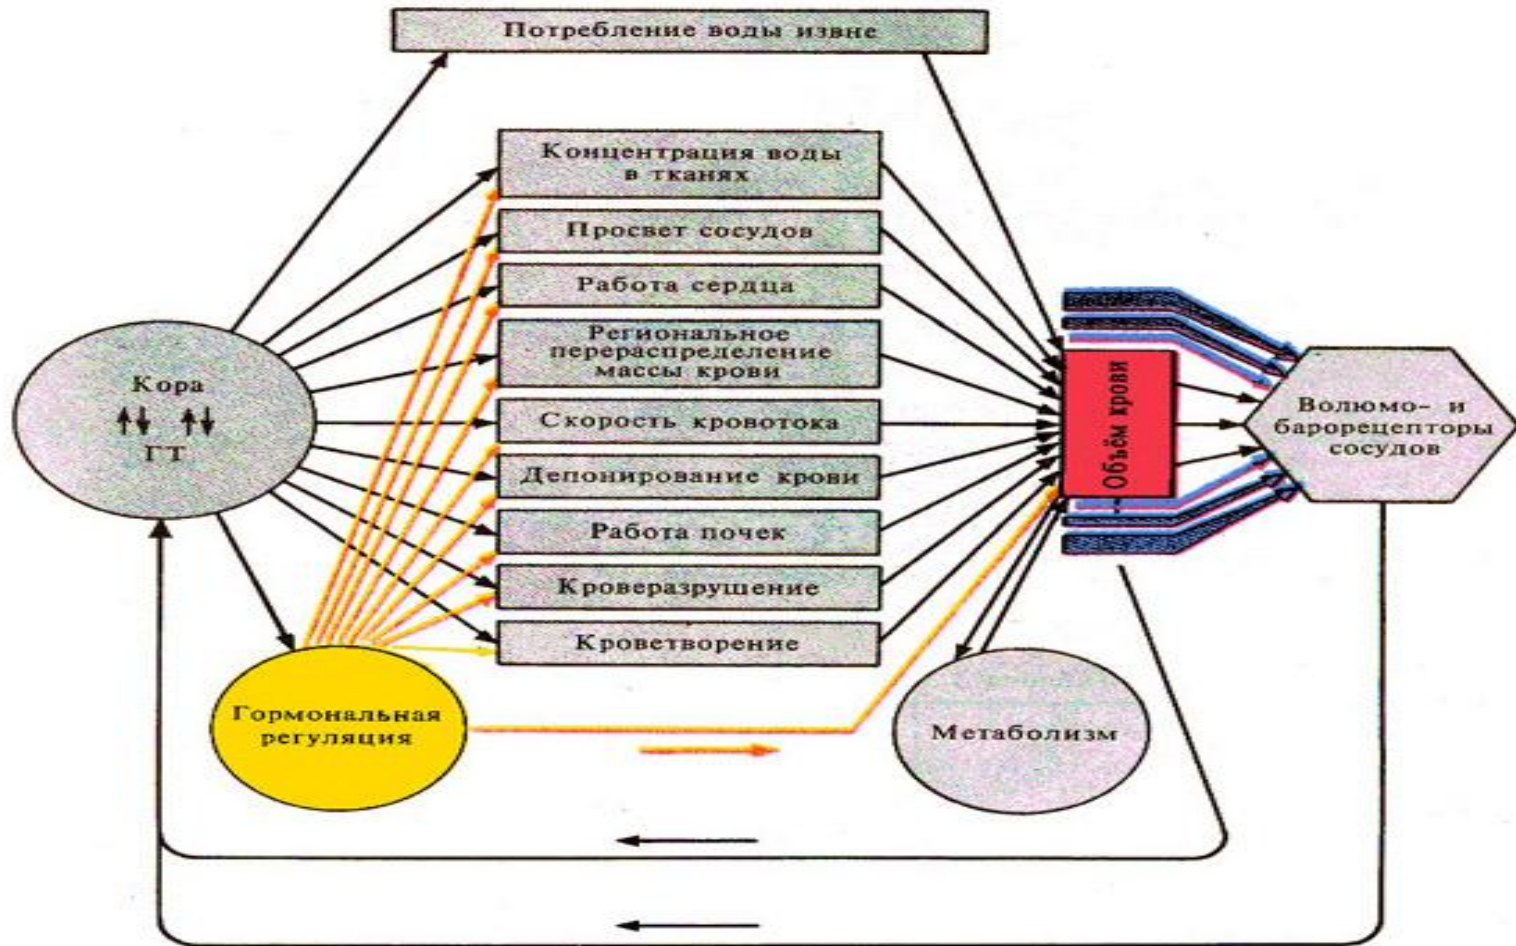 Потребление воды извне
Концентрация воды
в тканях
Просвет сосудов
Работа сердца
Региональное
перераспределение
массы крови
Кора
ГТ
Скорость кровотока
Депонирование крови
Работа почек
Кроверазрушение
Кроветворение
Объём крови
Волюмо- и
барорецепторы
сосудов
Гормональная
регуляция
Метаболизм